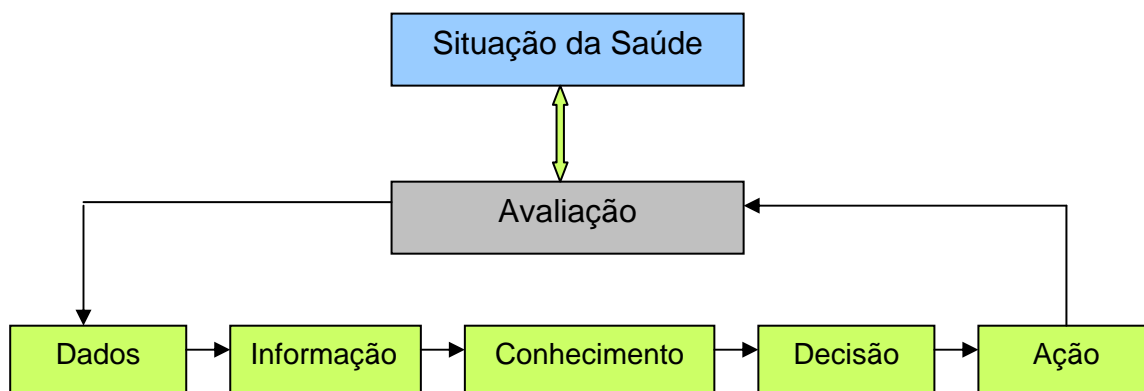 Situação da Saúde
Avaliação
Dados
Informação
Conhecimento
Decisão
Ação